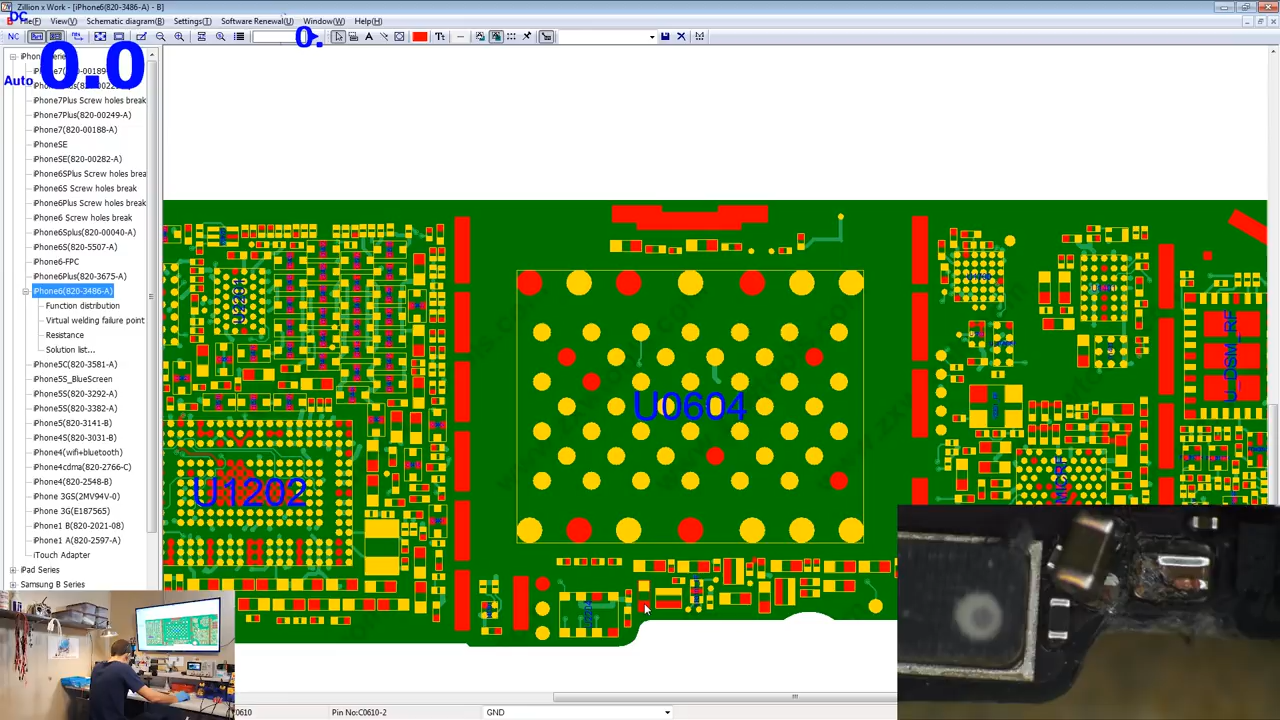 Zillion x Work - [iPhone6(820-3486-A) - B]
DC
File(F) View(V) Schematic diagram(B) Settings(T) Software Renewal(U) Window(W) Help(H)
NC
0.
Auto 0.0
iPhone7Plus Screw holes break
iPhone7Plus(820-00249-A)
iPhone7(820-00188-A)
iPhoneSE
iPhoneSE(820-00282-A)
iPhone6SPlus Screw holes brea
iPhone6S Screw holes break
iPhone6Plus Screw holes break
iPhone6 Screw holes break
iPhone6Splus(820-00040-A)
iPhone6S(820-5507-A)
iPhone6-FPC
iPhone6Plus(820-3675-A)
iPhone6(820-3486-A)
Function distribution
Virtual welding failure point
Resistance
Solution list...
iPhone5C(820-3581-A)
iPhone5S_BlueScreen
iPhone5S(820-3292-A)
iPhone5S(820-3382-A)
iPhone5(820-3141-B)
iPhone4S(820-3031-B)
iPhone4(wifi+bluetooth)
iPhone4cdma(820-2766-C)
iPhone4(820-2548-B)
iPhone 3GS(2MV94V-0)
iPhone 3G(E187565)
iPhone1 B(820-2021-08)
iPhone1 A(820-2597-A)
iTouch Adapter
iPad Series
Samsung B Series
U0604
U1202
U_DSM_RF
Pin No:C0610-2
GND